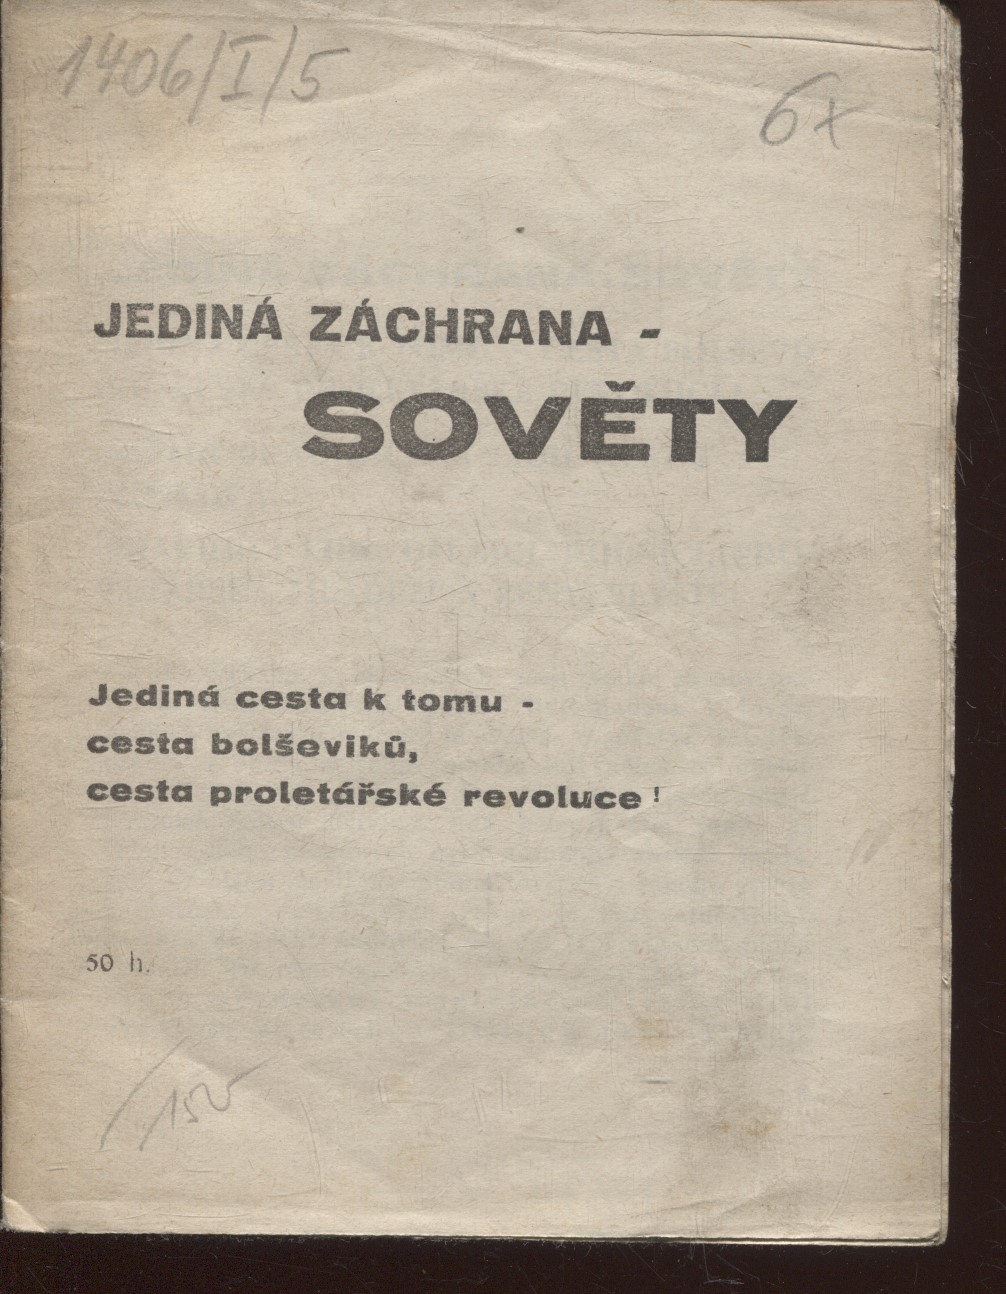 1406/I/5
6x
JEDINÁ ZÁCHRANA -
SOVĚTY
Jediná cesta k tomu -
cesta bolševiků,
cesta proletářské revoluce!
50 h.